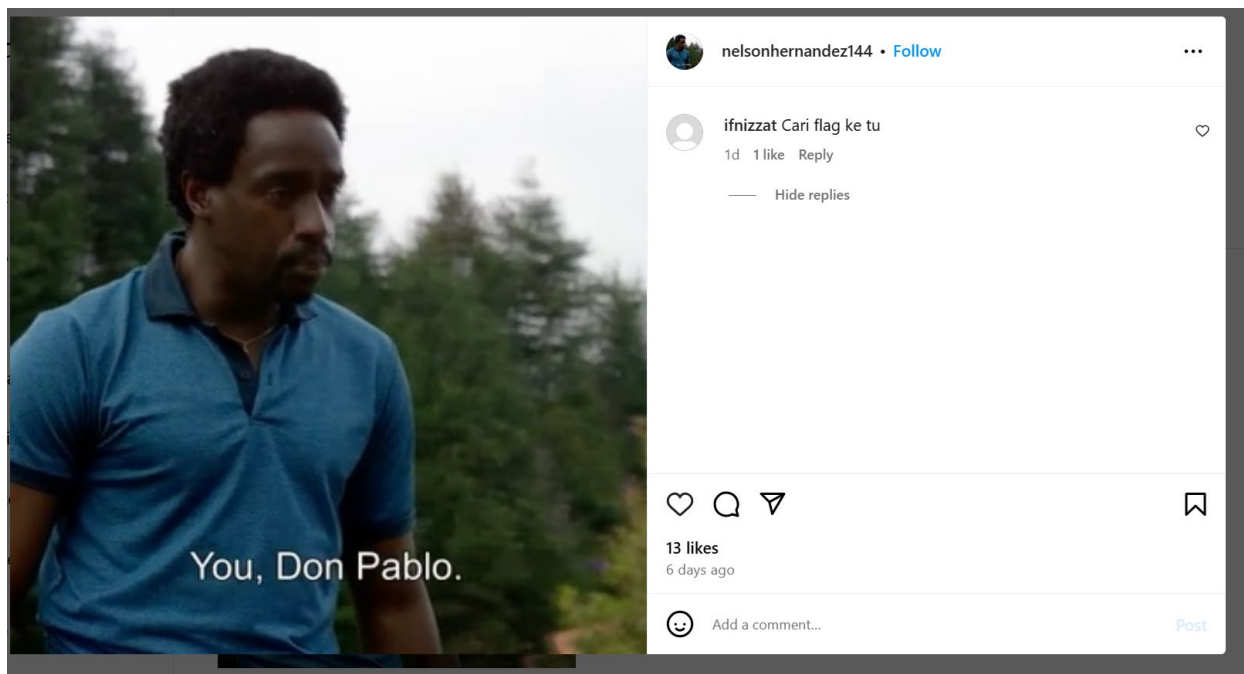 nelsonhernandez144 • Follow
ifnizzat Cari flag ke tu
1d 1 like Reply
Hide replies
You, Don Pablo.
13 likes
6 days ago
Add a comment...
Post